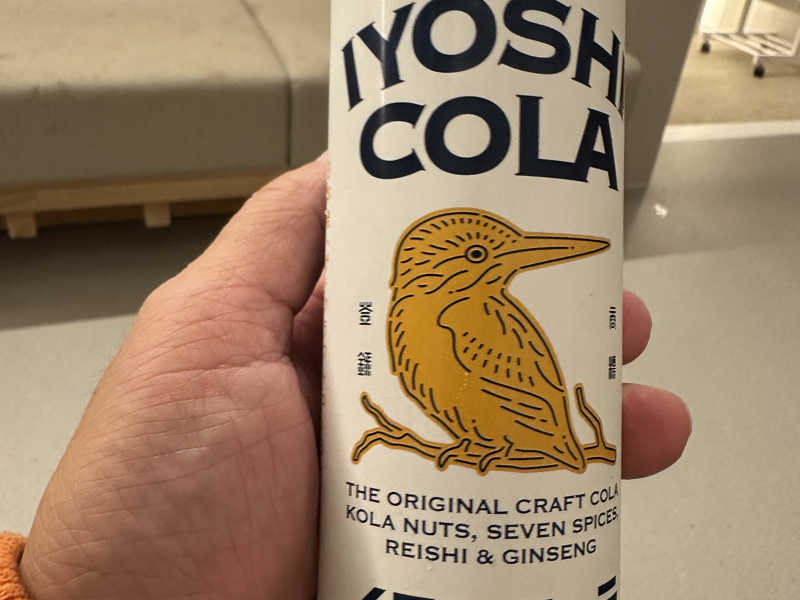 IYOSHI
COLA
THE ORIGINAL CRAFT COLA
KOLA NUTS, SEVEN SPICES,
REISHI & GINSENG